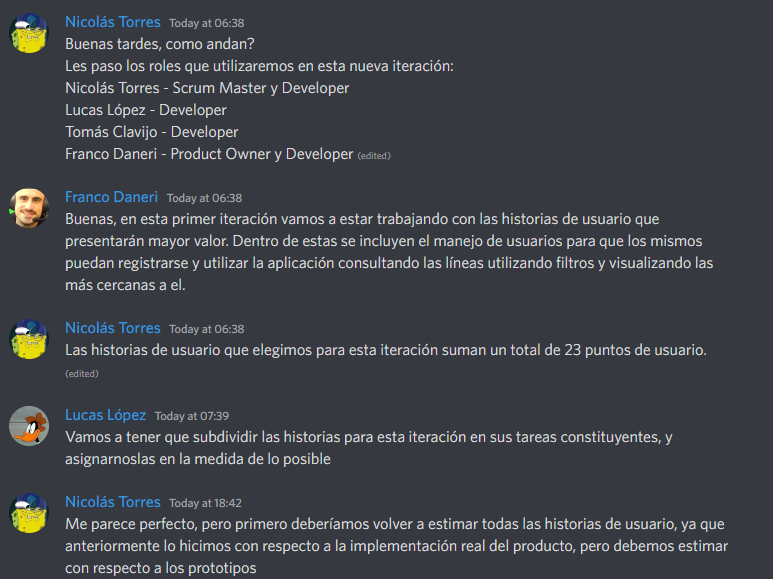 Nicolás Torres Today at 06:38
Buenas tardes, como andan?
Les paso los roles que utilizaremos en esta nueva iteración:
Nicolás Torres - Scrum Master y Developer
Lucas López - Developer
Tomás Clavijo - Developer
Franco Daneri - Product Owner y Developer (edited)
Franco Daneri Today at 06:38
Buenas, en esta primer iteración vamos a estar trabajando con las historias de usuario que
presentarán mayor valor. Dentro de estas se incluyen el manejo de usuarios para que los mismos
puedan registrarse y utilizar la aplicación consultando las líneas utilizando filtros y visualizando las
más cercanas a el.
Nicolás Torres Today at 06:38
Las historias de usuario que elegimos para esta iteración suman un total de 23 puntos de usuario.
(edited)
Lucas López Today at 07:39
Vamos a tener que subdividir las historias para esta iteración en sus tareas constituyentes, y
asignarnoslas en la medida de lo posible
Nicolás Torres Today at 18:42
Me parece perfecto, pero primero deberíamos volver a estimar todas las historias de usuario, ya que
anteriormente lo hicimos con respecto a la implementación real del producto, pero debemos estimar
con respecto a los prototipos